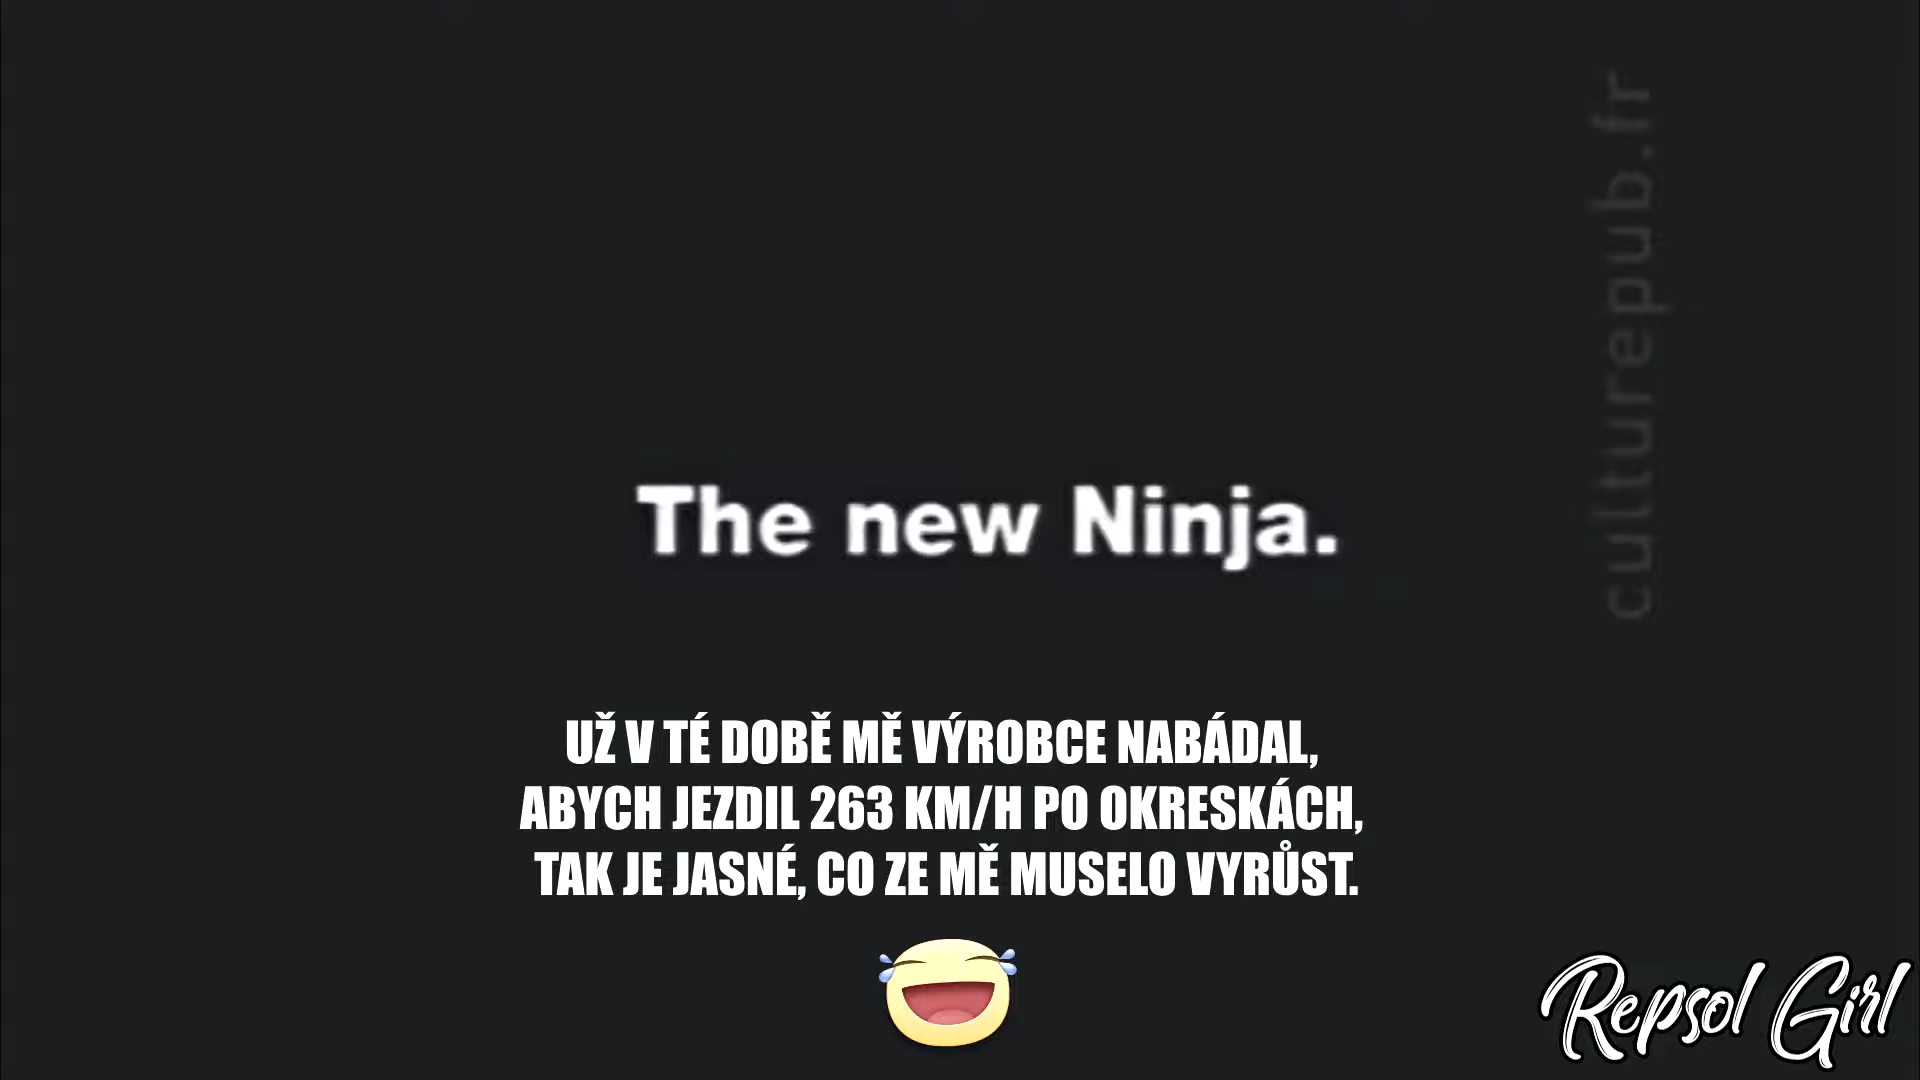 culturepub.fr
The new Ninja.
UŽ V TÉ DOBĚ MĚ VÝROBCE NABÁDAL,
ABYCH JEZDIL 263 KM/H PO OKRESKÁCH,
TAK JE JASNÉ, CO ZE MĚ MUSELO VYRŮST.
Repsol Girl